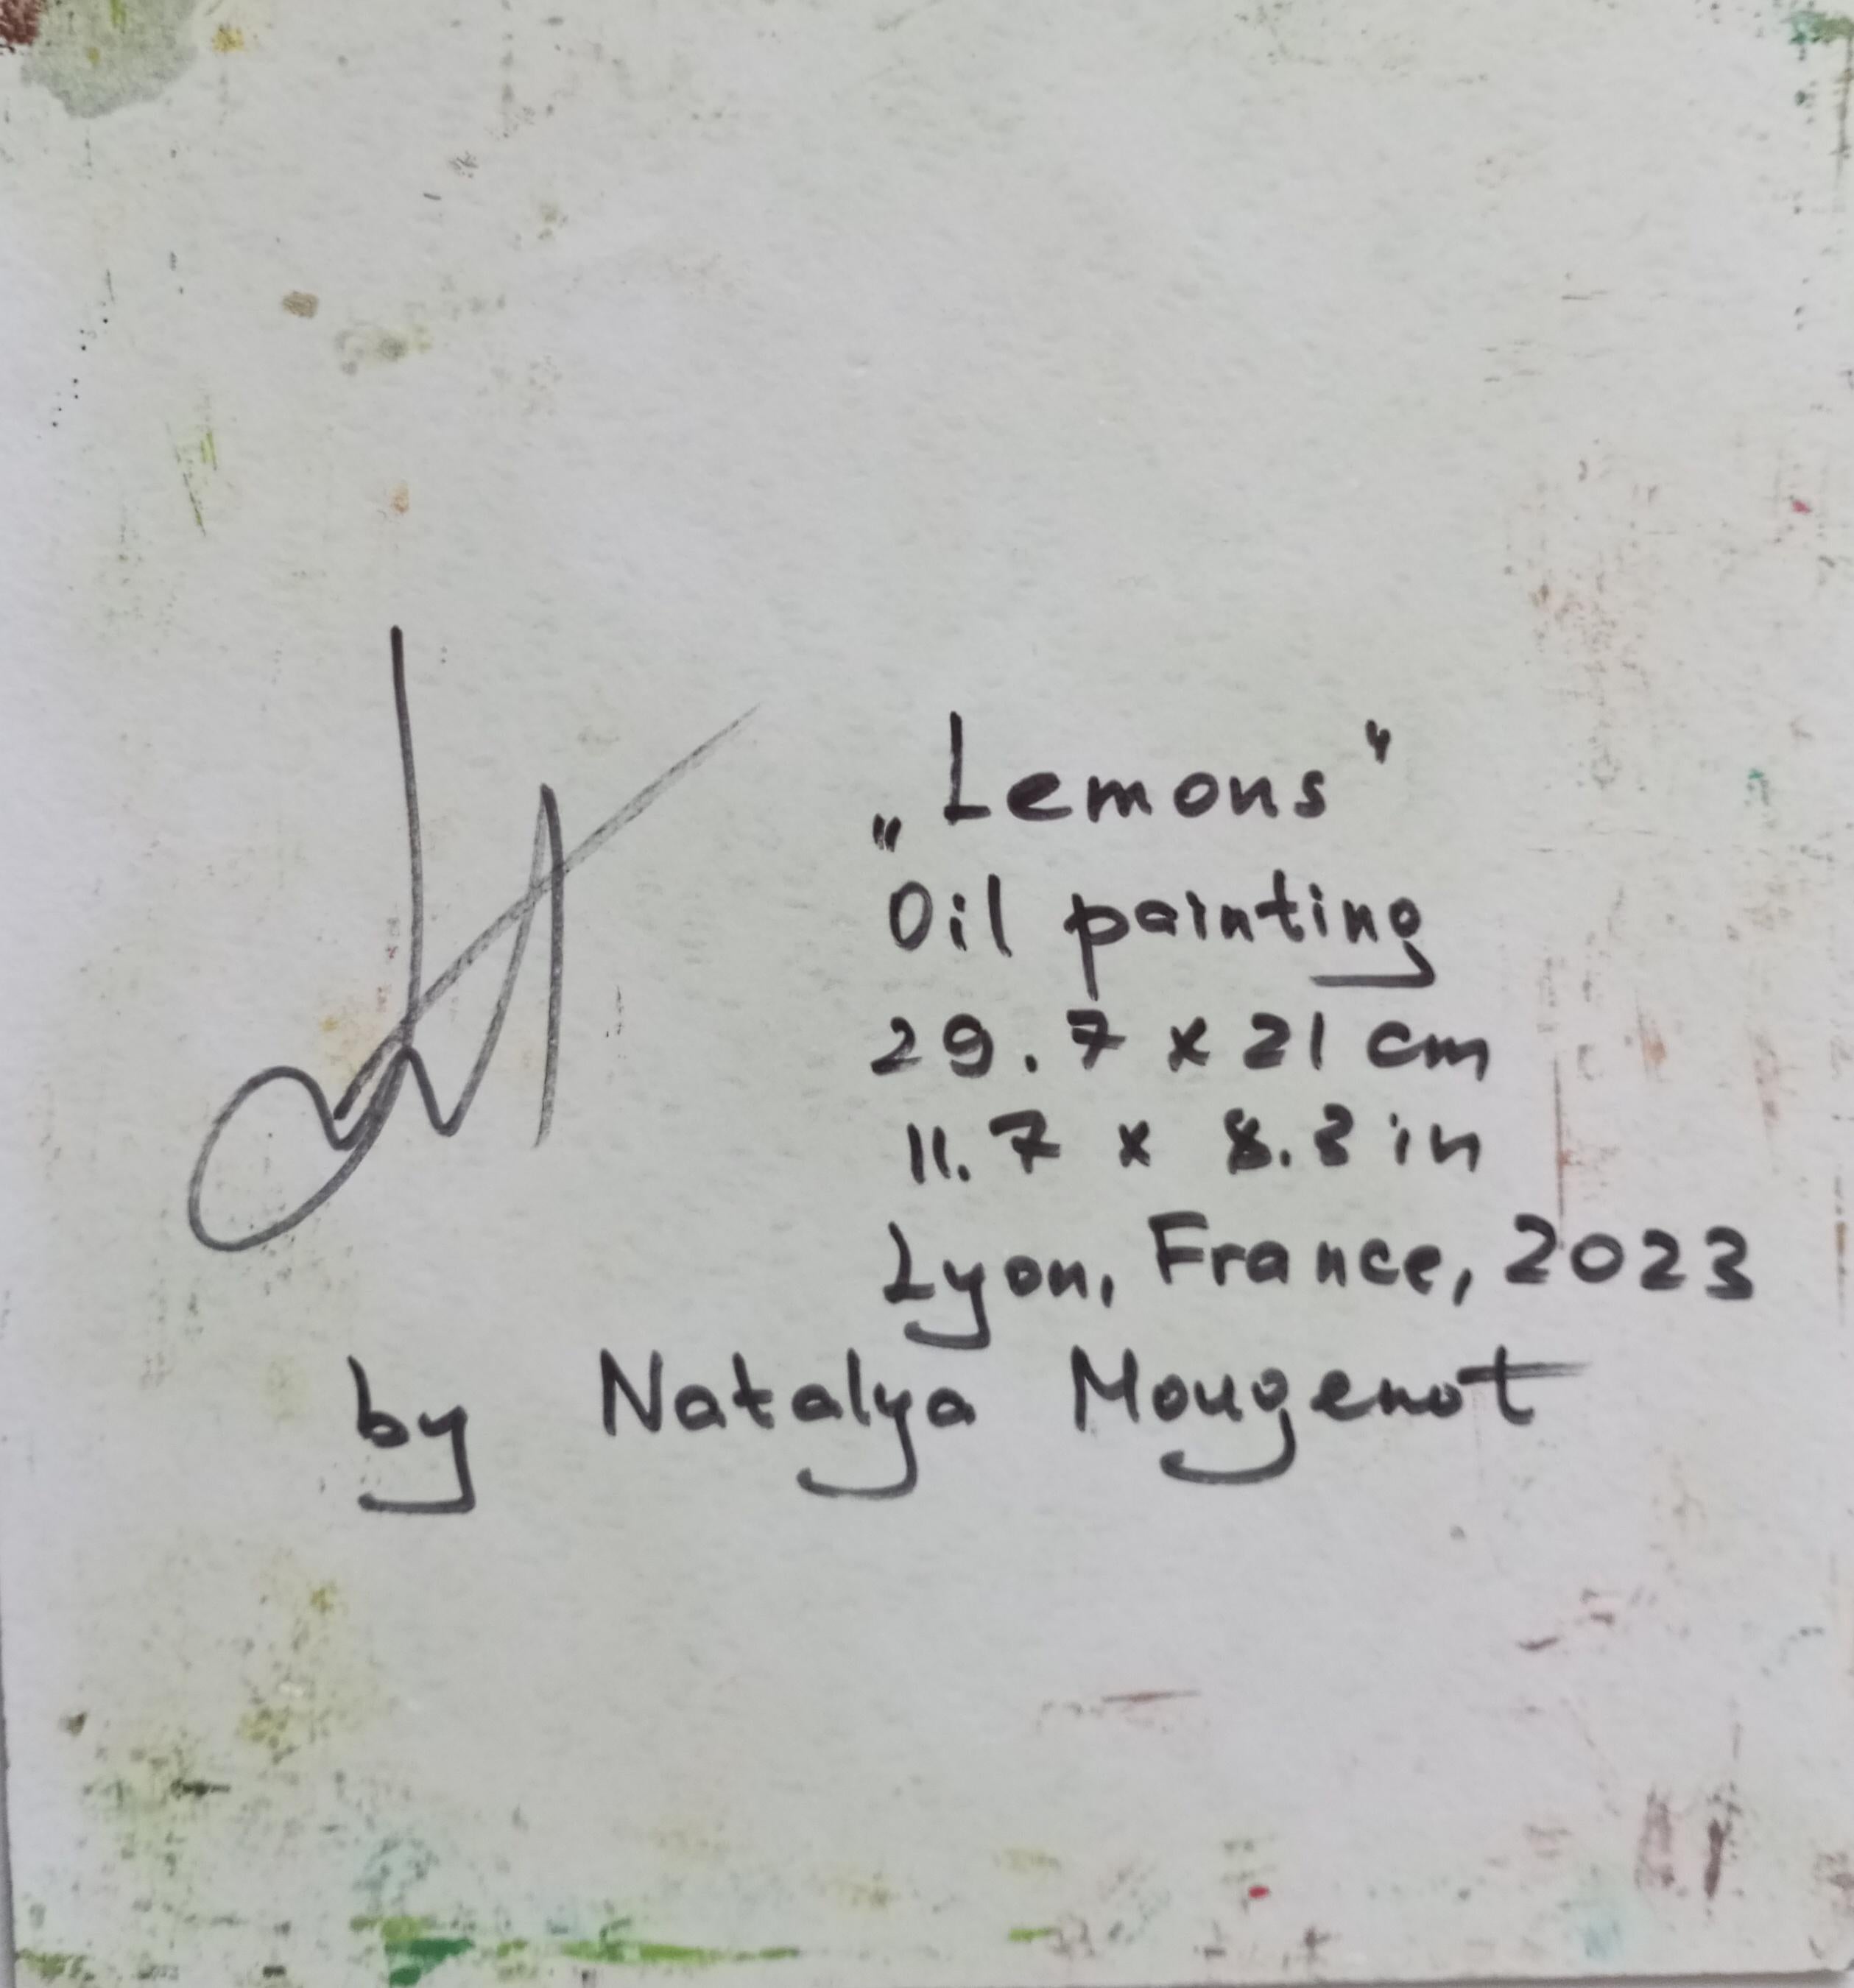 „Lemons"
Oil painting
29.7 x 21 cm
11.7 x 8.3 in
Lyon, France, 2023
by Natalya Mougenot